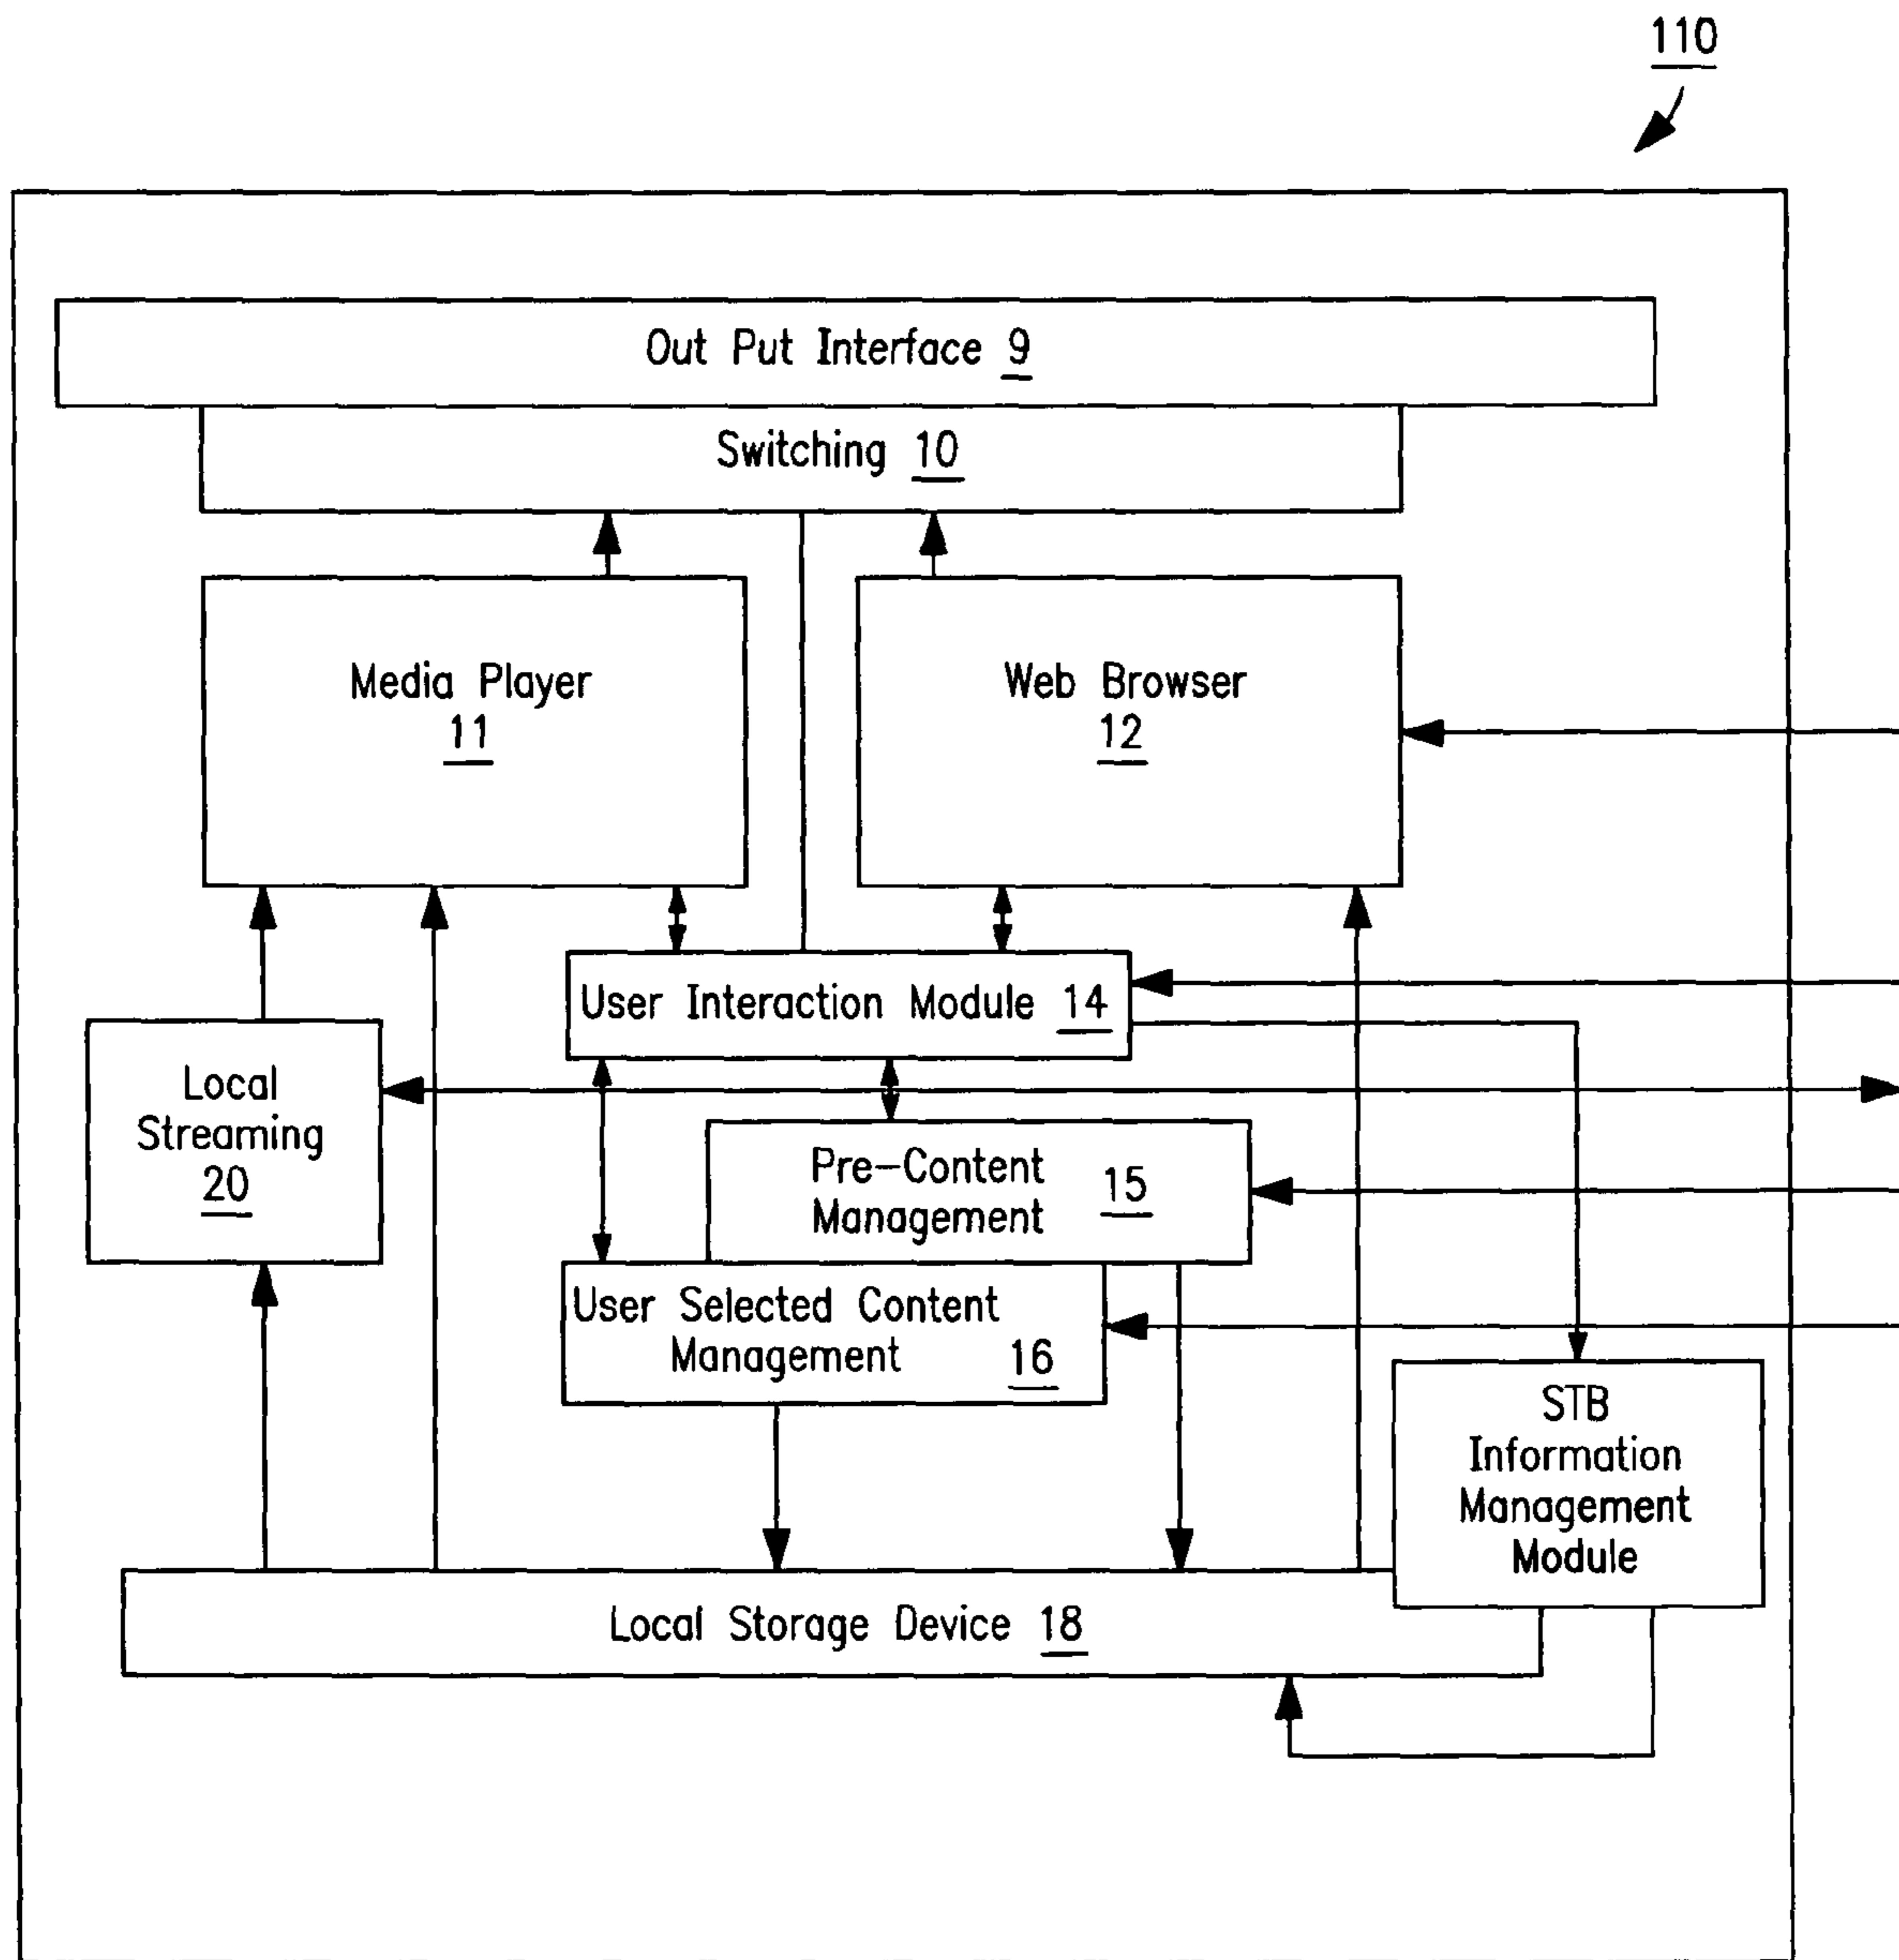 110
Out Put Interface 9
Switching 10
Media Player
11
Web Browser
12
User Interaction Module 14
Local
Streaming
20
Pre-Content
Management 15
User Selected Content
Management 16
STB
Information
Management
Module
Local Storage Device 18